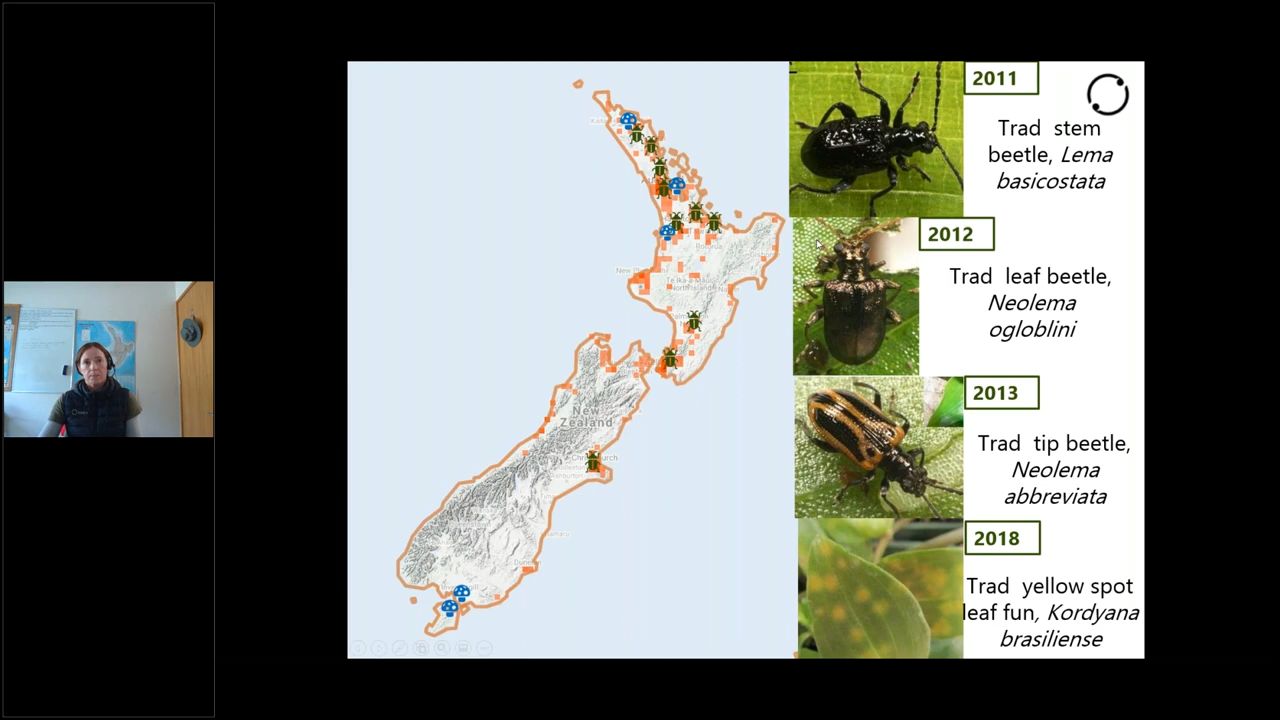 New
Zealand
2011
Trad stem
beetle, Lema
basicostata
2012
Trad leaf beetle,
Neolema
ogloblini
2013
Trad tip beetle,
Neolema
abbreviata
2018
Trad yellow spot
leaf fun, Kordyana
brasiliense